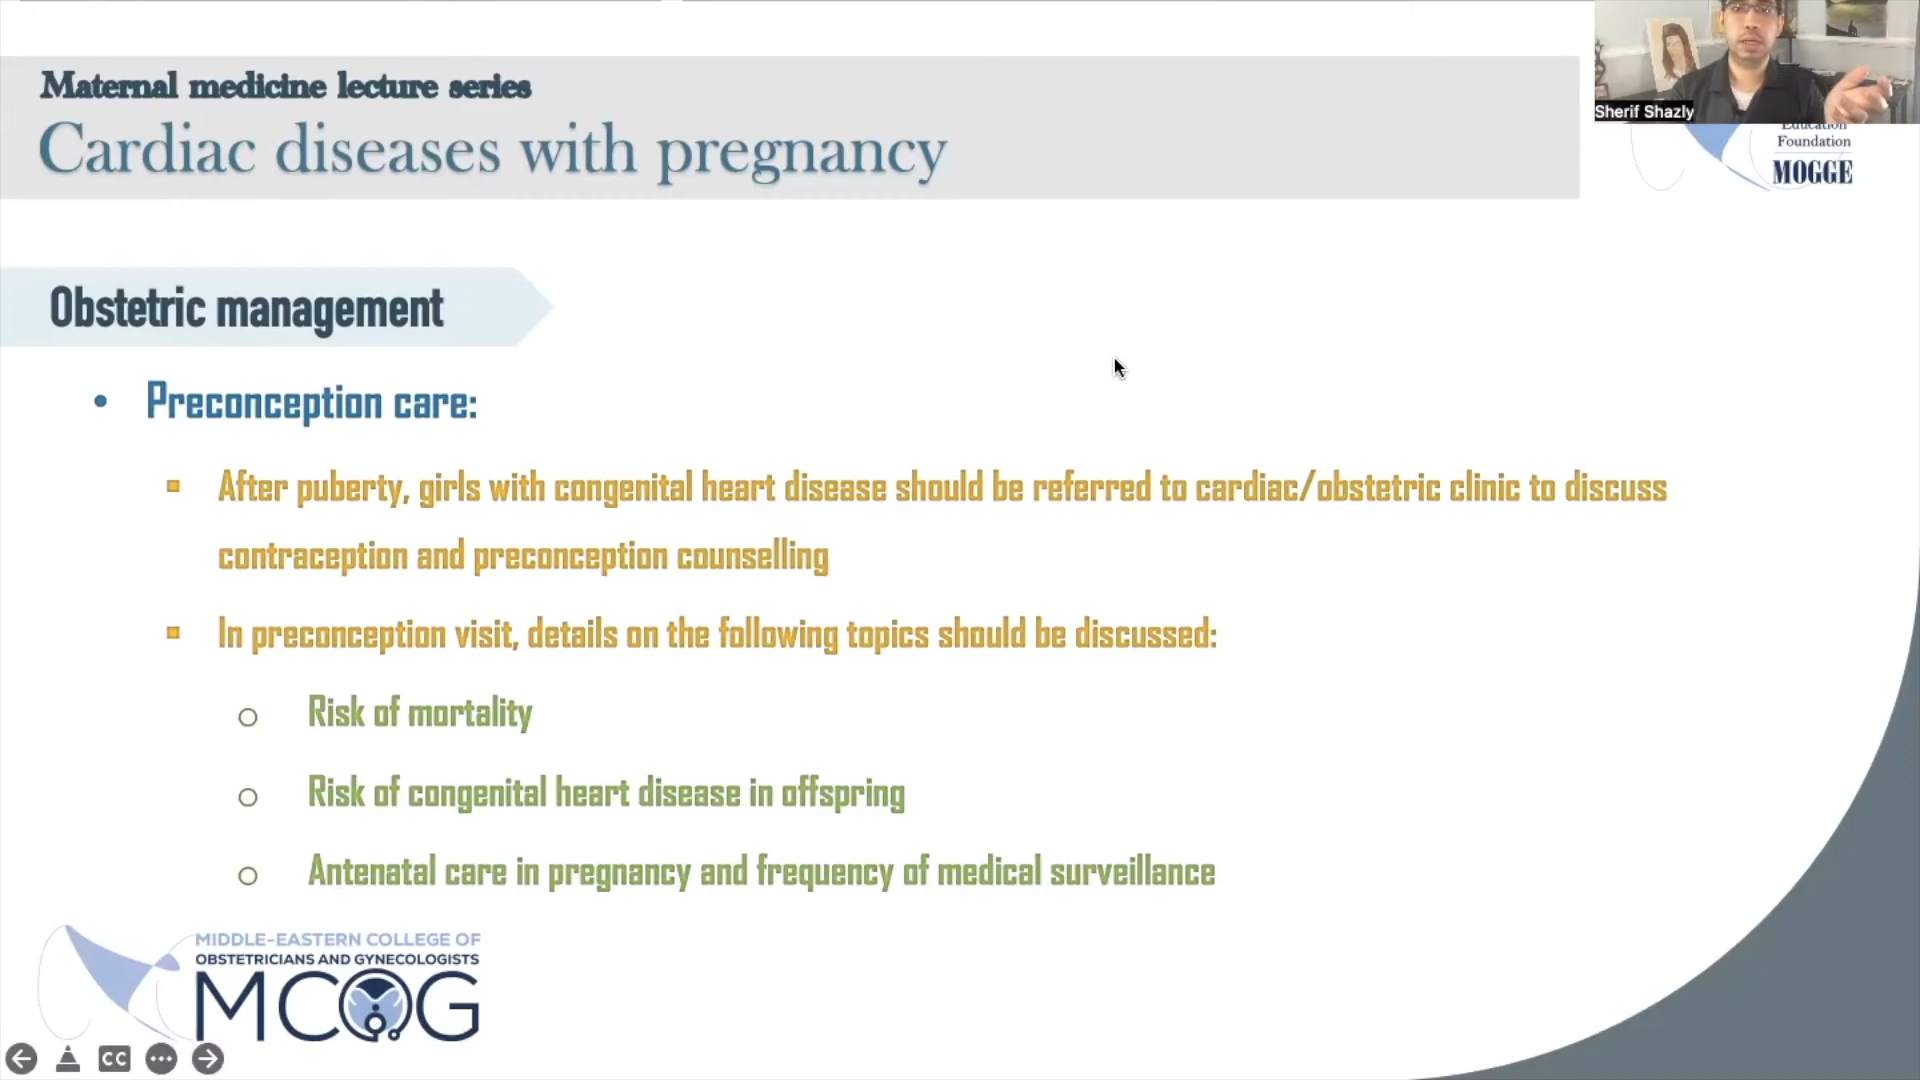 Maternal medicine lecture series
Cardiac diseases with pregnancy
Sherif Shazly
Education
Foundation
MOGGE
Obstetric management
• Preconception care:
▪ After puberty, girls with congenital heart disease should be referred to cardiac/obstetric clinic to discuss
contraception and preconception counselling
▪ In preconception visit, details on the following topics should be discussed:
o Risk of mortality
o Risk of congenital heart disease in offspring
o Antenatal care in pregnancy and frequency of medical surveillance
MIDDLE-EASTERN COLLEGE OF
OBSTETRICIANS AND GYNECOLOGISTS
MCOG
CC